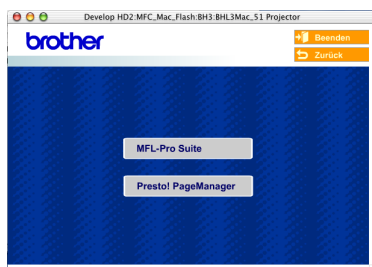 Develop HD2:MFC_Mac_Flash:BH3:BHL3Mac_51 Projector
brother
Beenden
Zurück
MFL-Pro Suite
Presto! PageManager